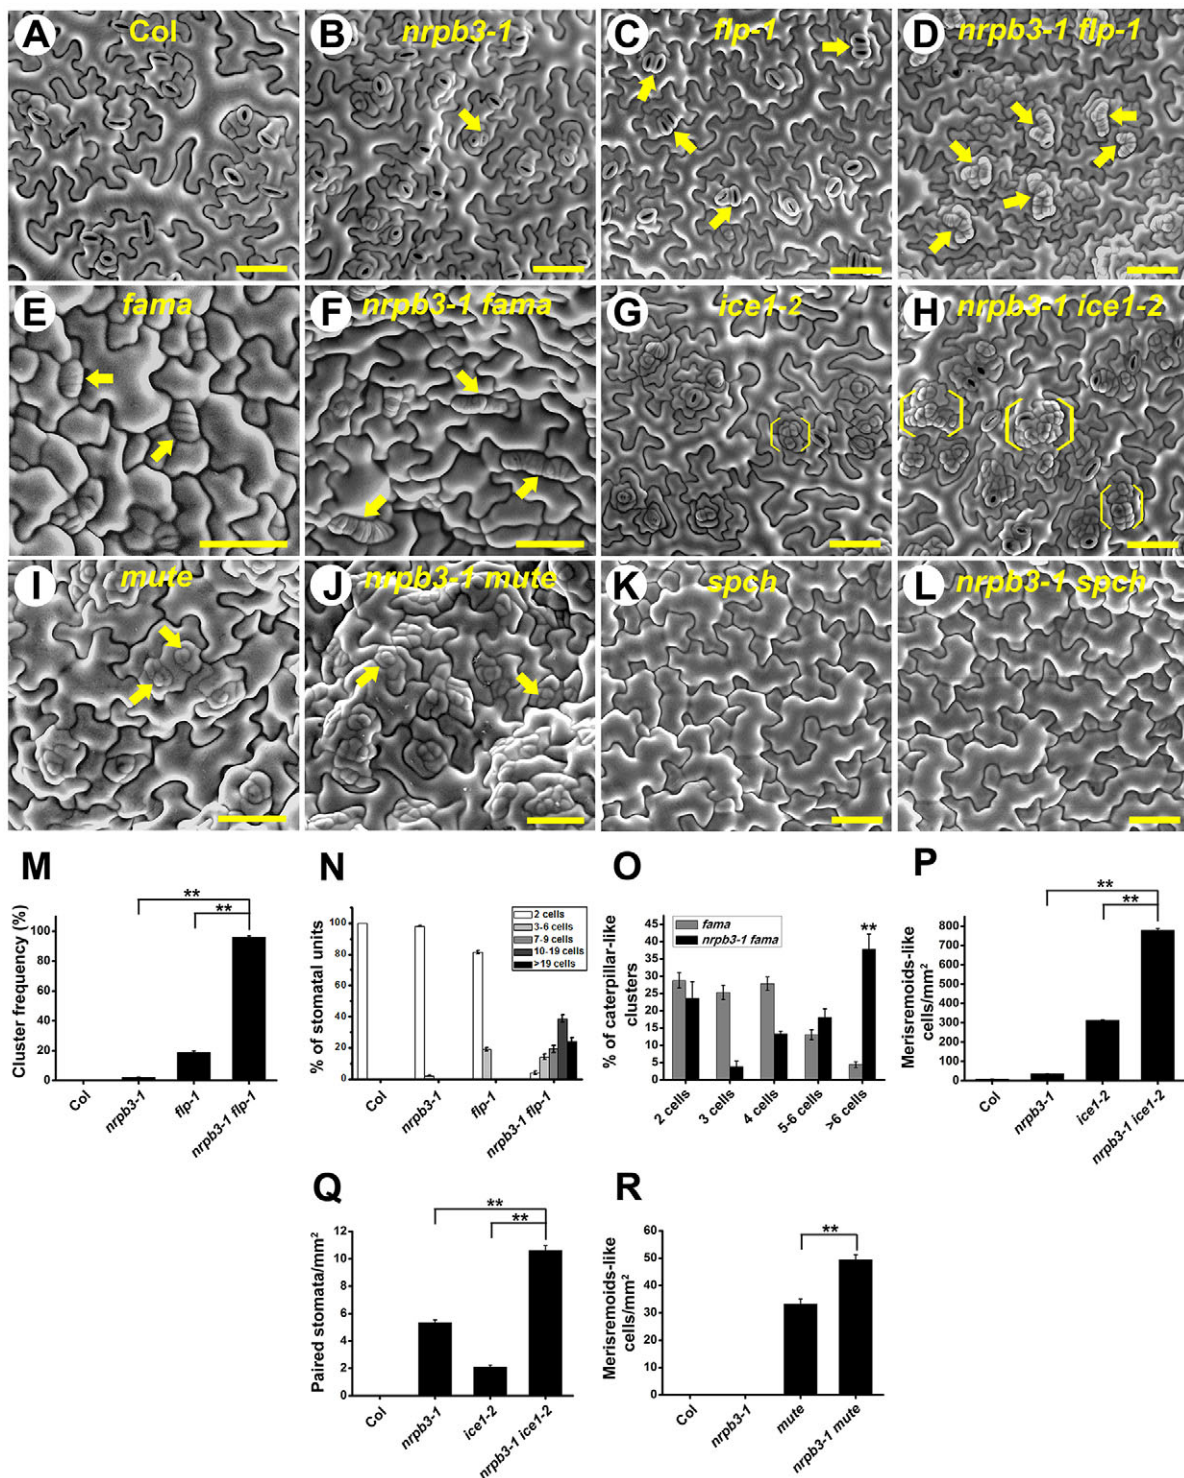 A Col
B nrpb3-1
C flp-1
D nrpb3-1 flp-1
E fama
F nrpb3-1 fama
G ice1-2
H nrpb3-1 ice1-2
I mute
J nrpb3-1 mute
K spch
L nrpb3-1 spch
M
**
**
Cluster frequency (%)
100
80
60
40
20
0
Col
nrpb3-1
flp-1
nrpb3-1 flp-1
N
% of stomatal units
100
80
60
40
20
0
2 cells
3-6 cells
7-9 cells
10-19 cells
>19 cells
Col
nrpb3-1
flp-1
nrpb3-1 flp-1
O
% of caterpillar-like
clusters
45
40
35
30
25
20
15
10
5
0
fama
nrpb3-1 fama
**
2 cells
3 cells
4 cells
5-6 cells
>6 cells
P
**
**
Merisremoids-like
cells/mm²
800
700
600
500
400
300
200
100
0
Col
nrpb3-1
ice1-2
nrpb3-1 ice1-2
Q
**
**
Paired stomata/mm²
12
10
8
6
4
2
0
Col
nrpb3-1
ice1-2
nrpb3-1 ice1-2
R
**
Merisremoids-like
cells/mm²
60
50
40
30
20
10
0
Col
nrpb3-1
mute
nrpb3-1 mute